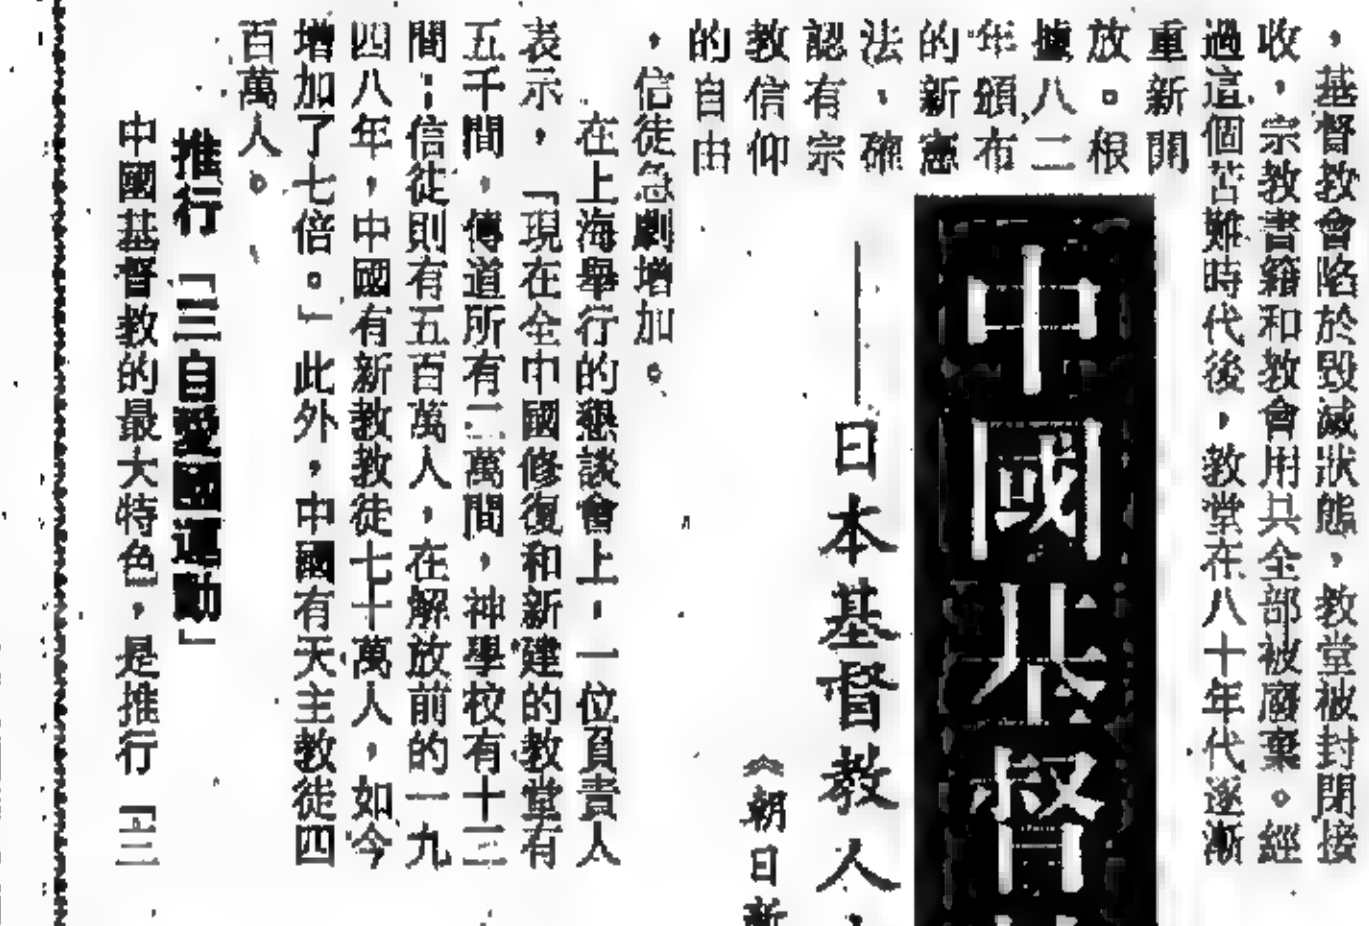 ，基督教會陷於毀滅狀態，教堂被封閉接
收，宗教書籍和教會用具全部被廢棄。經
過這個苦難時代後，教堂在八十年代逐漸
重新開
放。根
據八二
年頒布
的新憲
法，確
認有宗
教信仰
的自由
，信徒急劇增加。
中國基督
——日本基督教人
《朝日新
在上海舉行的懇談會上，一位負責人
表示，「現在全中國修復和新建的教堂有
五千間，傳道所有二萬間，神學校有十二
間；信徒則有五百萬人，在解放前的一九
四八年，中國有新教教徒七十萬人，如今
增加了七倍。」此外，中國有天主教徒四
百萬人。
推行「三自愛國運動」
中國基督教的最大特色，是推行「三